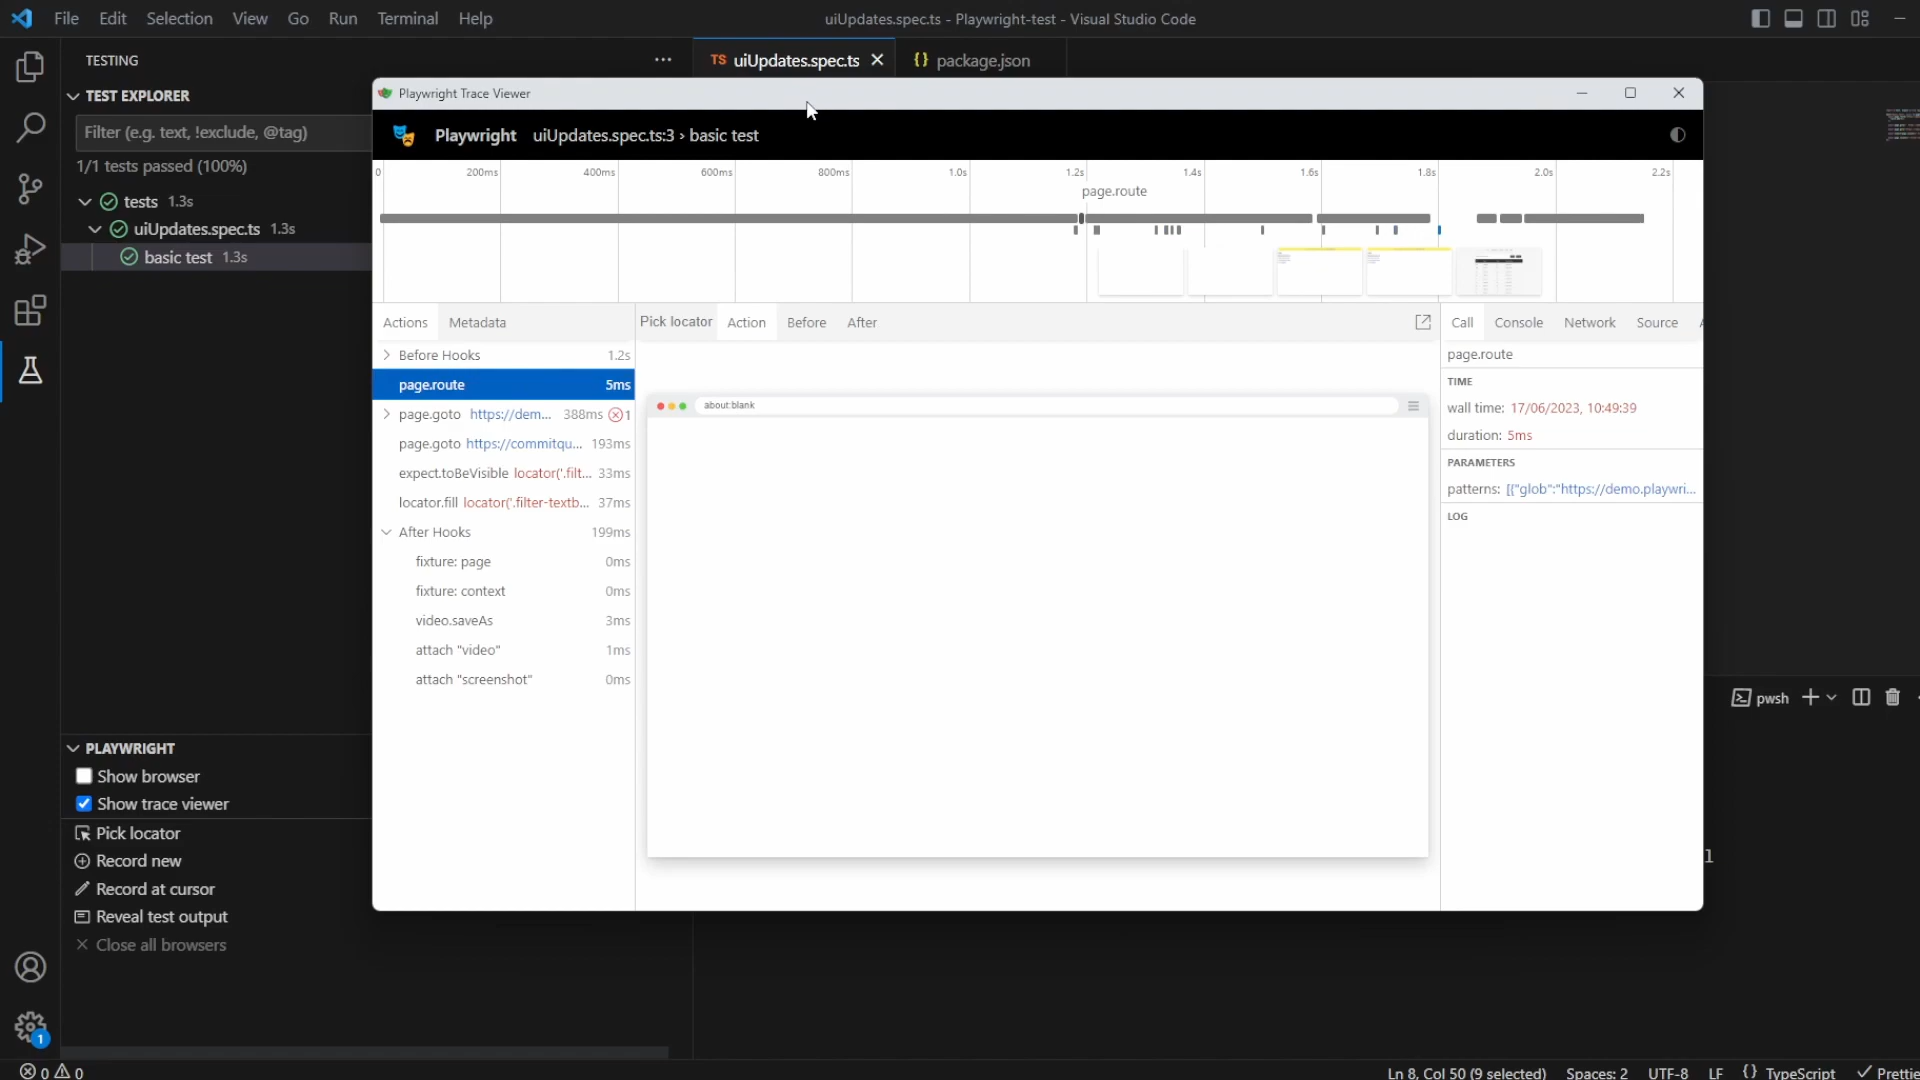 File Edit Selection View Go Run Terminal Help
uiUpdates.spec.ts - Playwright-test - Visual Studio Code
TESTING
TS uiUpdates.spec.ts
{} package.json
TEST EXPLORER
Filter (e.g. text, !exclude, @tag)
1/1 tests passed (100%)
tests 1.3s
uiUpdates.spec.ts 1.3s
basic test 1.3s
Playwright Trace Viewer
Playwright uiUpdates.spec.ts:3 › basic test
0 200ms 400ms 600ms 800ms 1.0s 1.2s 1.4s 1.6s 1.8s 2.0s 2.2s
page.route
Actions Metadata
Pick locator Action Before After
Call Console Network Source
Before Hooks 1.2s
page.route 5ms
page.goto https://dem... 388ms 1
page.goto https://commitqu... 193ms
expect.toBeVisible locator('.filt... 33ms
locator.fill locator('.filter-textb... 37ms
After Hooks 199ms
fixture: page 0ms
fixture: context 0ms
video.saveAs 3ms
attach "video" 1ms
attach "screenshot" 0ms
about:blank
page.route
TIME
wall time: 17/06/2023, 10:49:39
duration: 5ms
PARAMETERS
patterns: [{"glob":"https://demo.playwri...
LOG
pwsh
l
PLAYWRIGHT
Show browser
Show trace viewer
Pick locator
Record new
Record at cursor
Reveal test output
Close all browsers
1
0 0
Ln 8, Col 50 (9 selected) Spaces: 2 UTF-8 LF {} TypeScript Prettie